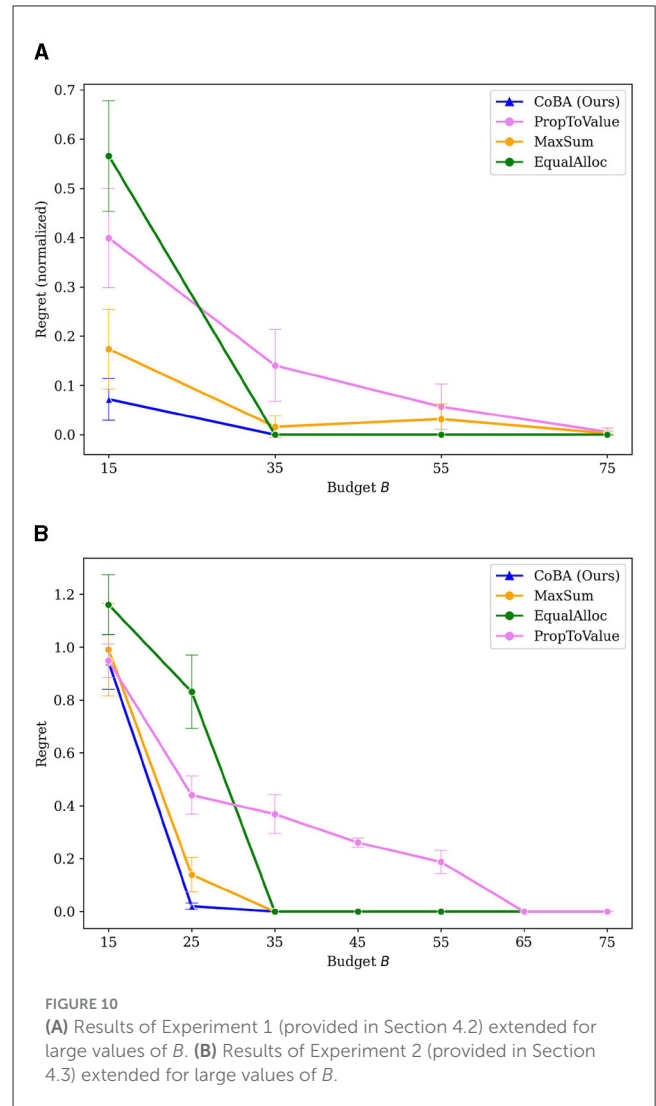 A
0.7
0.6
0.5
0.4
0.3
0.2
0.1
0.0
Regret (normalized)
CoBA (Ours)
PropToValue
MaxSum
EqualAlloc
15 35 55 75
Budget B
B
1.2
1.0
0.8
0.6
0.4
0.2
0.0
Regret
CoBA (Ours)
MaxSum
EqualAlloc
PropToValue
15 25 35 45 55 65 75
Budget B
FIGURE 10
(A) Results of Experiment 1 (provided in Section 4.2) extended for
large values of B. (B) Results of Experiment 2 (provided in Section
4.3) extended for large values of B.